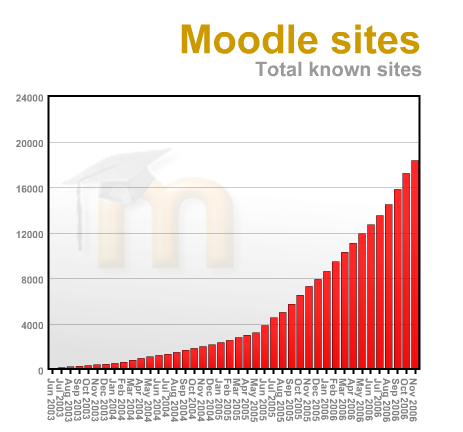 Moodle sites
Total known sites
24000
20000
16000
12000
8000
4000
0
m
Jun 2003
Jul 2003
Aug 2003
Sep 2003
Oct 2003
Nov 2003
Dec 2003
Jan 2004
Feb 2004
Mar 2004
Apr 2004
May 2004
Jun 2004
Jul 2004
Aug 2004
Sep 2004
Oct 2004
Nov 2004
Dec 2004
Jan 2005
Feb 2005
Mar 2005
Apr 2005
May 2005
Jun 2005
Jul 2005
Aug 2005
Sep 2005
Oct 2005
Nov 2005
Dec 2005
Jan 2006
Feb 2006
Mar 2006
Apr 2006
May 2006
Jun 2006
Jul 2006
Aug 2006
Sep 2006
Oct 2006
Nov 2006